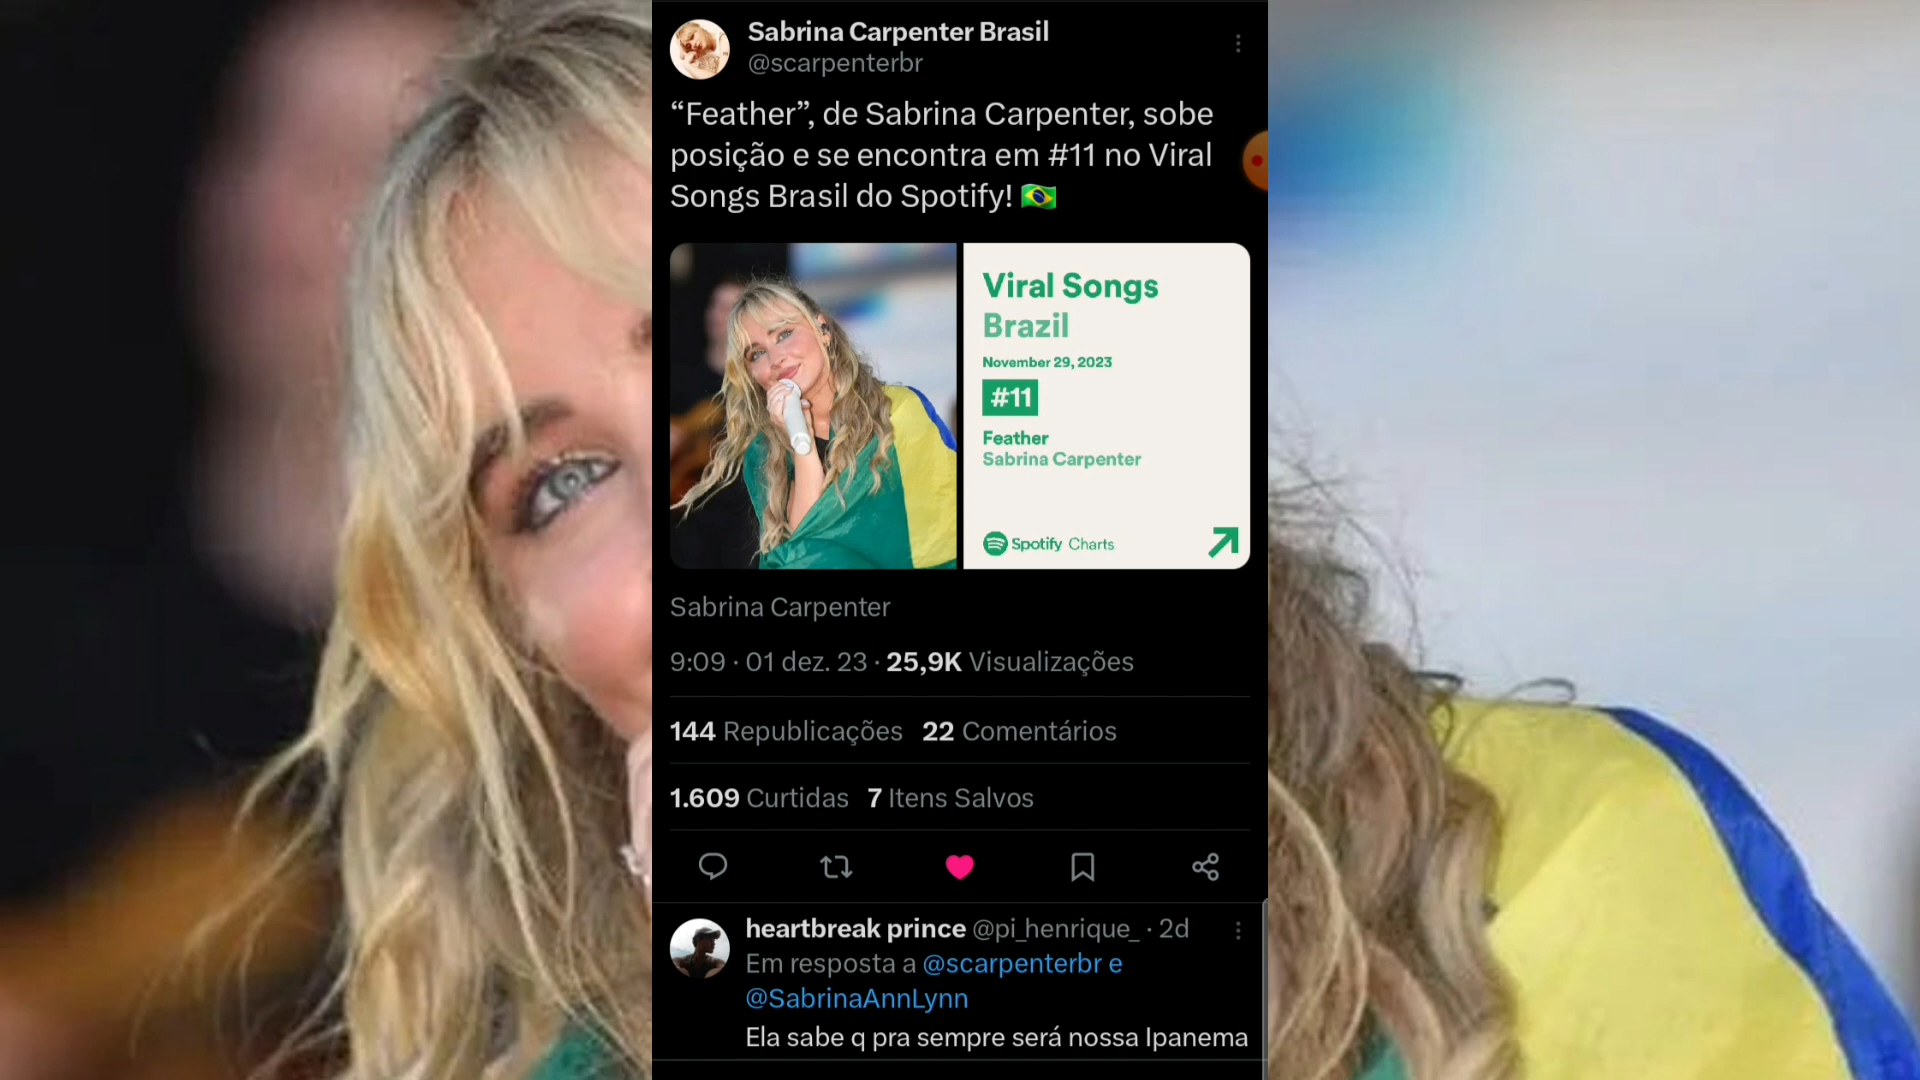 Sabrina Carpenter Brasil
@scarpenterbr
“Feather”, de Sabrina Carpenter, sobe
posição e se encontra em #11 no Viral
Songs Brasil do Spotify! 🇧🇷
Viral Songs
Brazil
November 29, 2023
#11
Feather
Sabrina Carpenter
Spotify Charts
Sabrina Carpenter
9:09 · 01 dez. 23 · 25,9K Visualizações
144 Republicações 22 Comentários
1.609 Curtidas 7 Itens Salvos
heartbreak prince @pi_henrique_ · 2d
Em resposta a @scarpenterbr e
@SabrinaAnnLynn
Ela sabe q pra sempre será nossa Ipanema